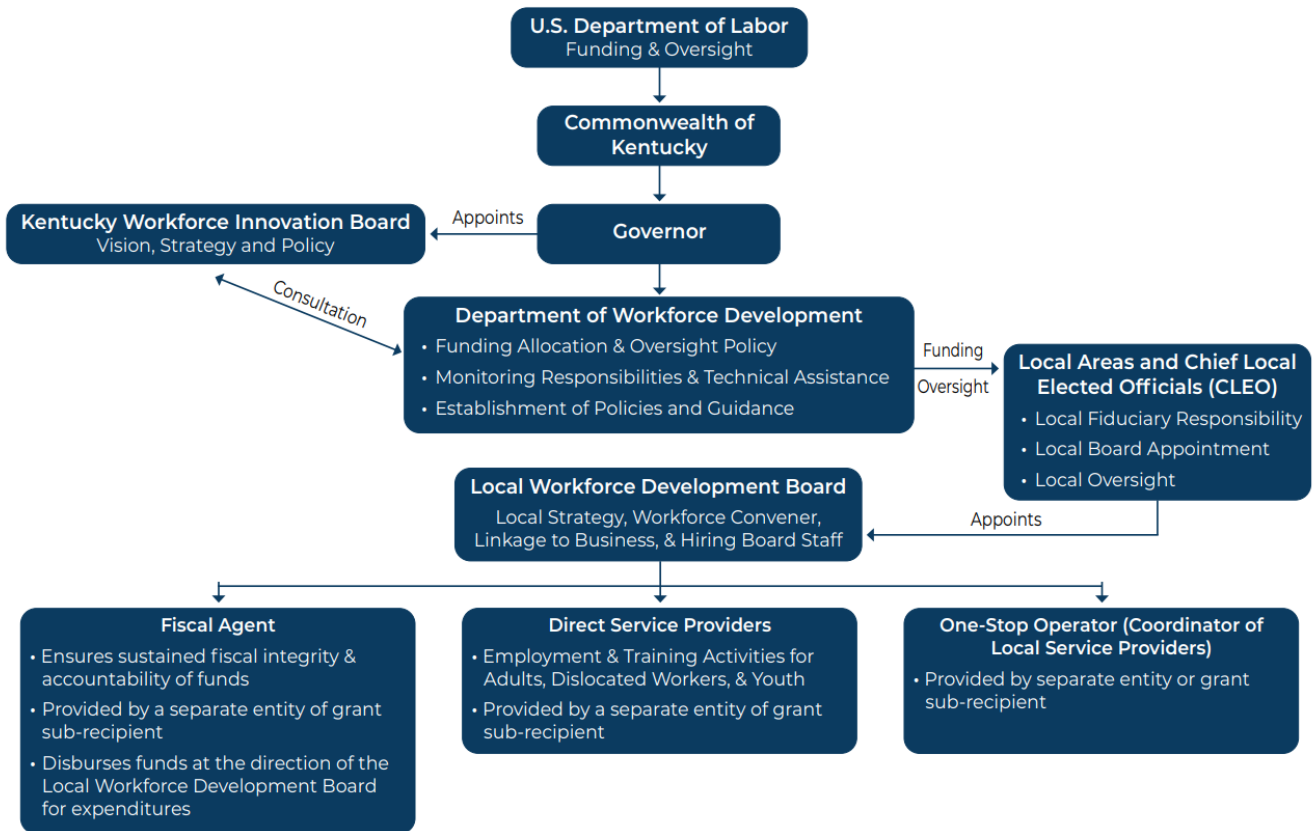 U.S. Department of Labor
Funding & Oversight
Commonwealth of
Kentucky
Kentucky Workforce Innovation Board
Vision, Strategy and Policy
Appoints
Governor
Consultation
Department of Workforce Development
• Funding Allocation & Oversight Policy
• Monitoring Responsibilities & Technical Assistance
• Establishment of Policies and Guidance
Funding
Oversight
Local Areas and Chief Local
Elected Officials (CLEO)
• Local Fiduciary Responsibility
• Local Board Appointment
• Local Oversight
Appoints
Local Workforce Development Board
Local Strategy, Workforce Convener,
Linkage to Business, & Hiring Board Staff
Fiscal Agent
• Ensures sustained fiscal integrity &
accountability of funds
• Provided by a separate entity of grant
sub-recipient
• Disburses funds at the direction of the
Local Workforce Development Board
for expenditures
Direct Service Providers
• Employment & Training Activities for
Adults, Dislocated Workers, & Youth
• Provided by a separate entity of grant
sub-recipient
One-Stop Operator (Coordinator of
Local Service Providers)
• Provided by separate entity or grant
sub-recipient